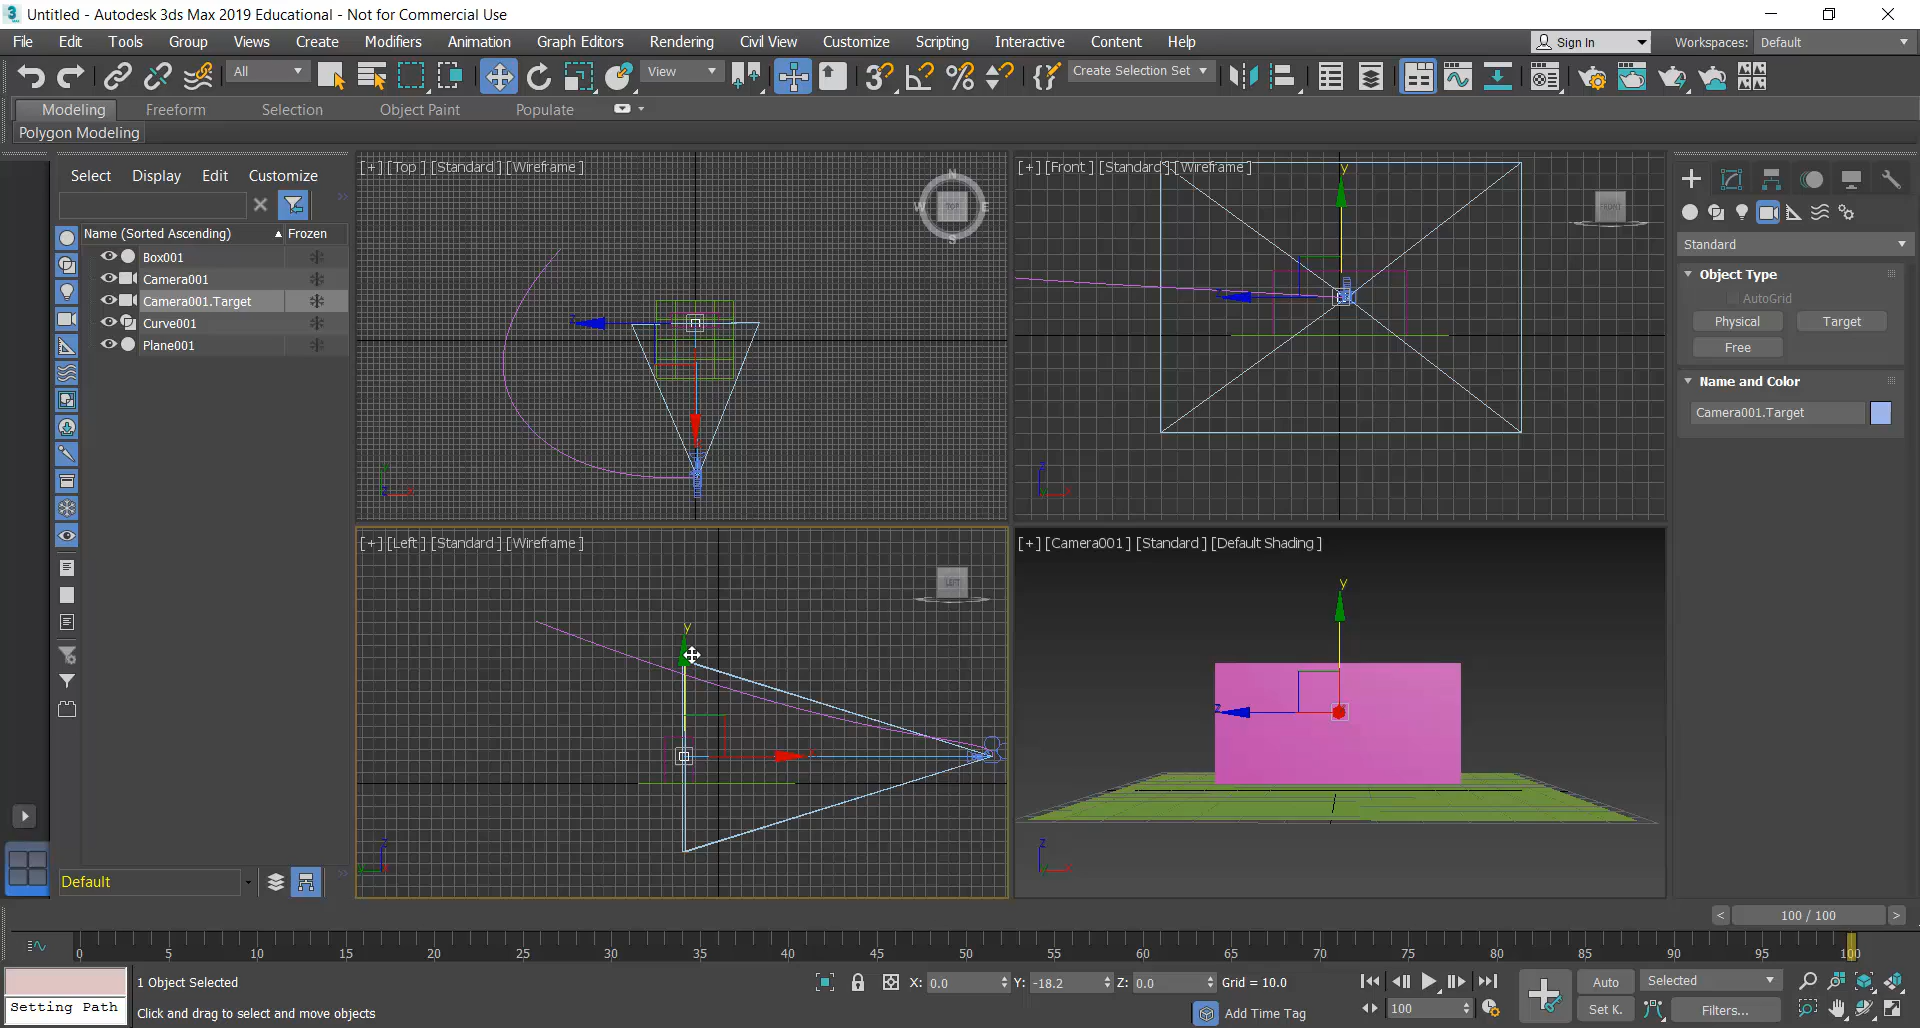 Untitled - Autodesk 3ds Max 2019 Educational - Not for Commercial Use
File Edit Tools Group Views Create Modifiers Animation Graph Editors Rendering Civil View Customize Scripting Interactive Content Help Sign In Workspaces: Default
All View Create Selection Set
Modeling Freeform Selection Object Paint Populate
Polygon Modeling
Select Display Edit Customize
Name (Sorted Ascending) Frozen
Box001
Camera001
Camera001.Target
Curve001
Plane001
Default
[+] [Top ] [Standard ] [Wireframe ]
N
W E
S
TOP
z
z x
[+] [Front ] [Standard ] [Wireframe ]
y
FRONT
z
x
[+] [Left ] [Standard ] [Wireframe ]
LEFT
y
x
z
y
[+] [Camera001 ] [Standard ] [Default Shading ]
y
z
z
x
Standard
Object Type
AutoGrid
Physical Target
Free
Name and Color
Camera001.Target
< 100 / 100 >
0 5 10 15 20 25 30 35 40 45 50 55 60 65 70 75 80 85 90 95 100
1 Object Selected X: 0.0 Y: -18.2 Z: 0.0 Grid = 10.0 Auto Selected
Setting Path Click and drag to select and move objects Add Time Tag 100 Set K. Filters...